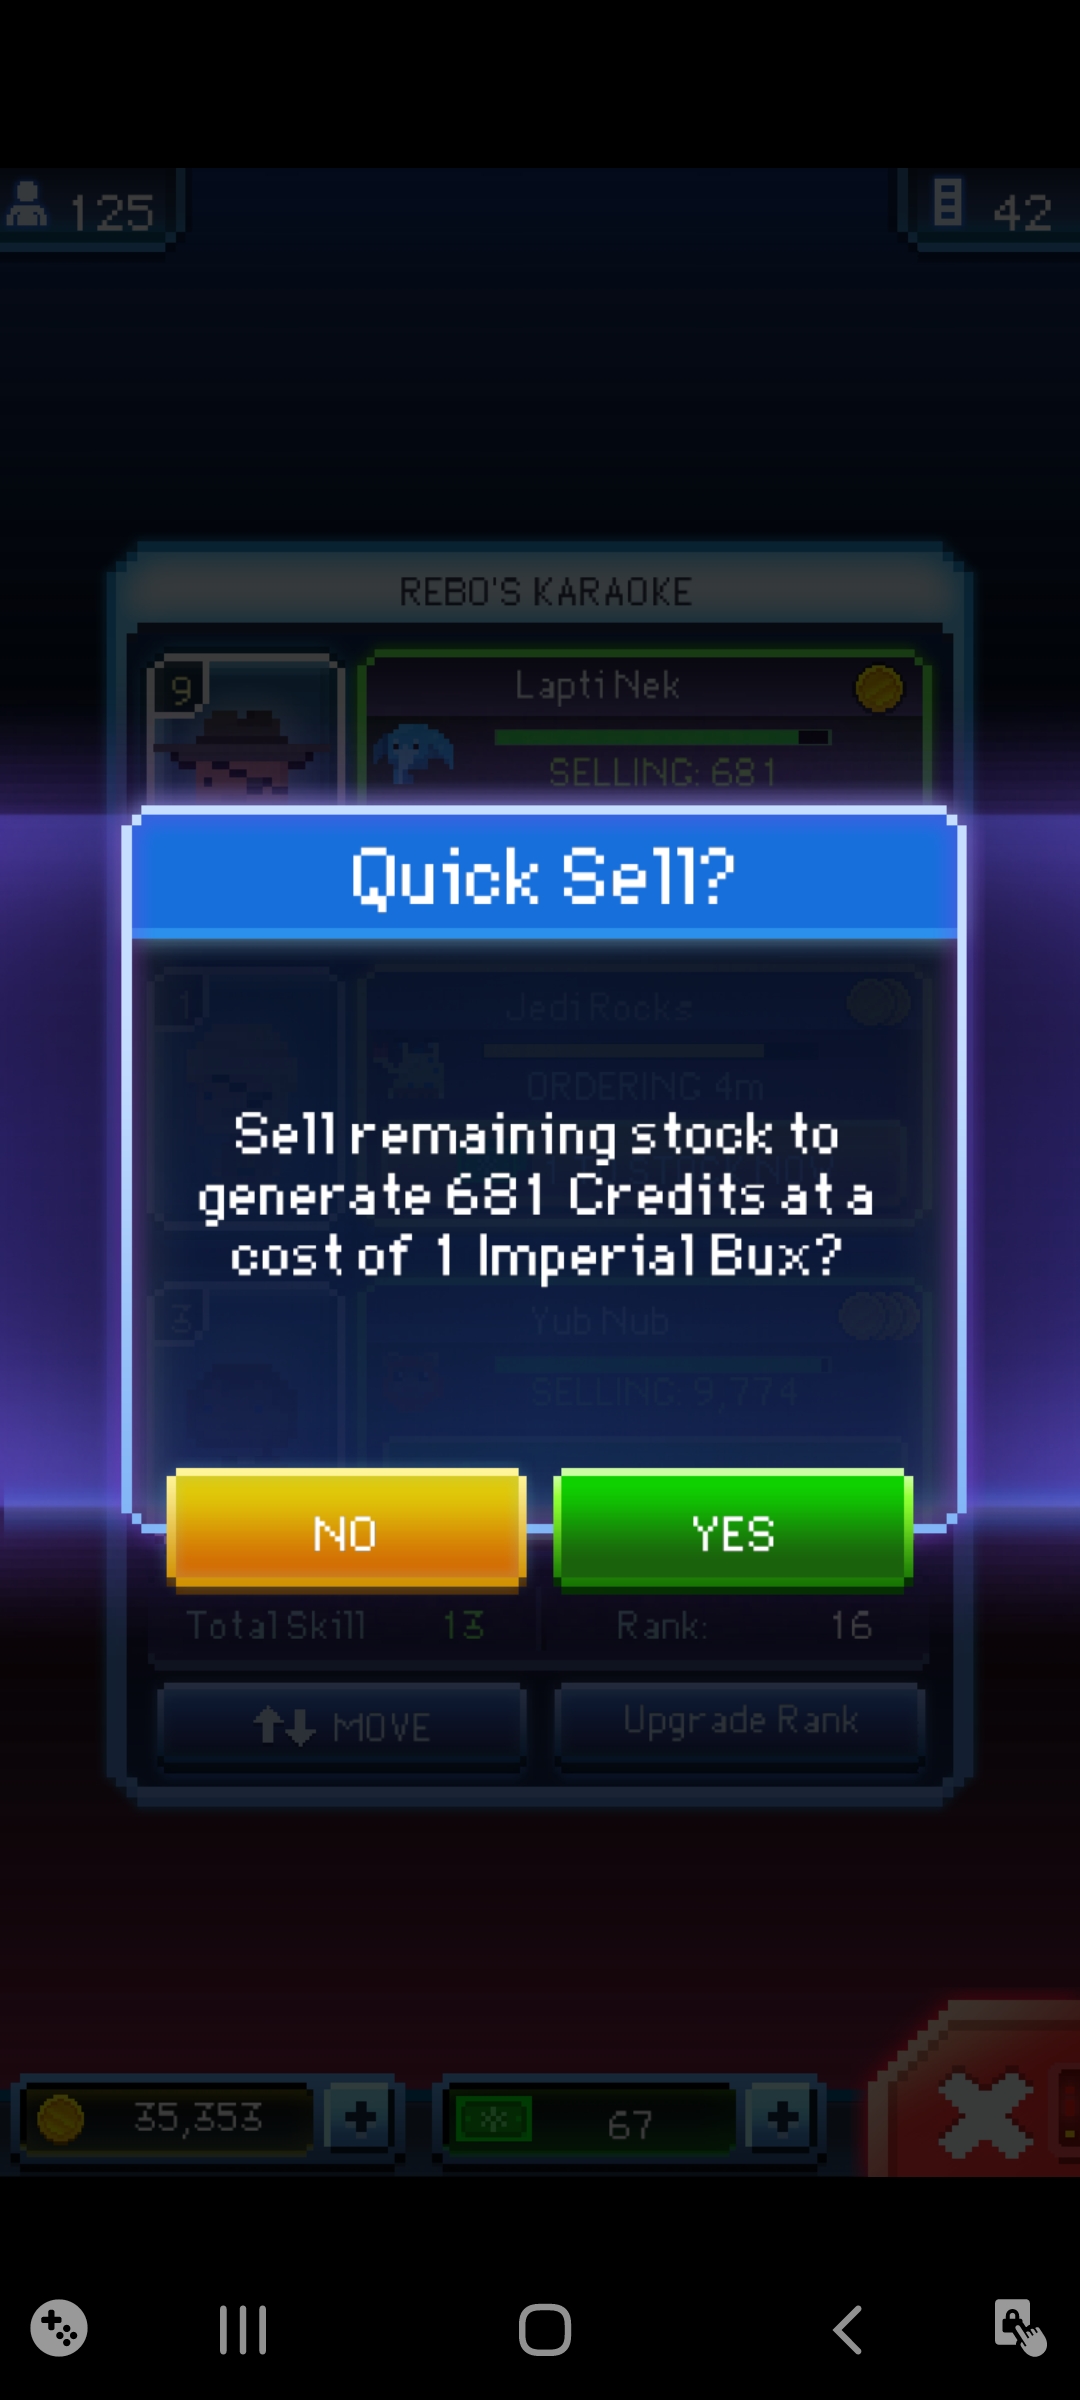 125
42
REBO'S KARAOKE
9
Lapti Nek
SELLING: 681
Quick Sell?
1
Jedi Rocks
ORDERING 4m
Sell remaining stock to
generate 681 Credits at a
cost of 1 Imperial Bux?
3
Yub Nub
SELLING: 9,774
NO
YES
Total Skill 13
Rank: 16
MOVE
Upgrade Rank
35,353
67